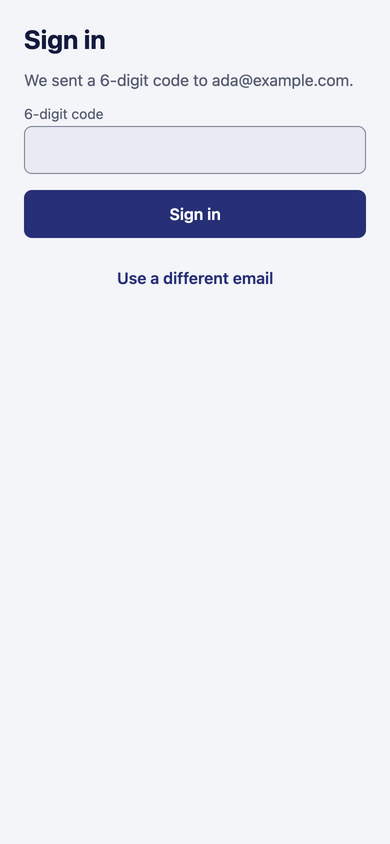 Sign in
We sent a 6-digit code to ada@example.com.
6-digit code
Sign in
Use a different email